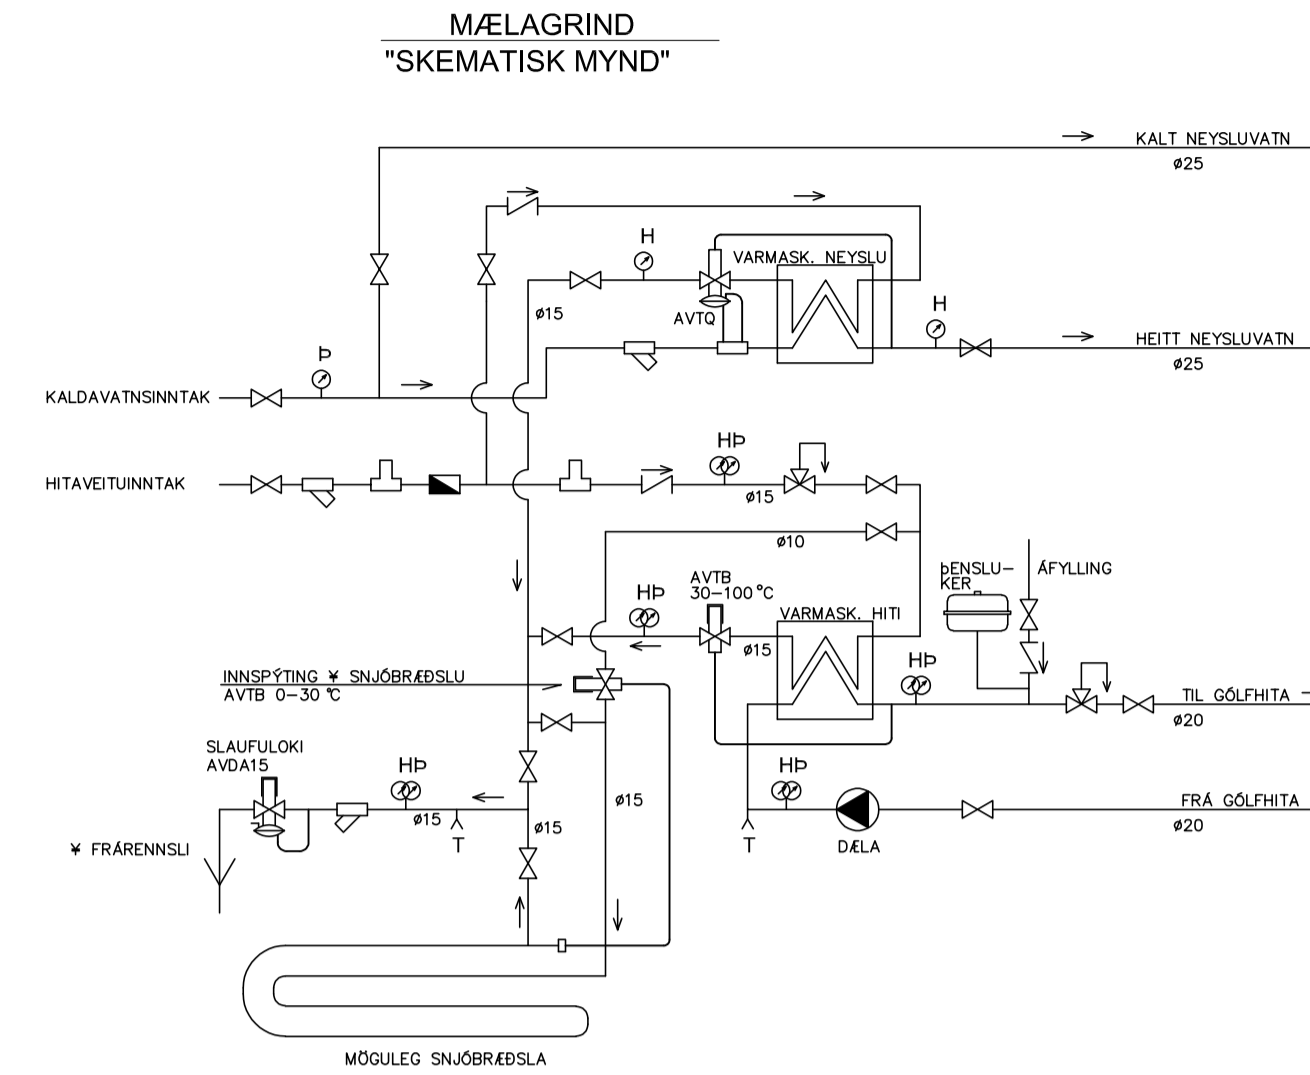 MÆLAGRIND
"SKEMATISK MYND"
KALT NEYSLUVATN
ø25
H
VARMASK. NEYSLU
ø15
AVTQ
H
HEITT NEYSLUVATN
ø25
Þ
KALDAVATNSINNTAK
HÞ
HITAVEITUINNTAK
ø15
ø10
AVTB
30-100°C
HÞ
VARMASK. HITI
ø15
ÞENSLU-
KER
ÁFYLLING
HÞ
INNSPÝTING ¥ SNJÓBRÆÐSLU
AVTB 0-30 °C
TIL GÓLFHITA
ø20
SLAUFULOKI
AVDA15
HÞ
ø15
T
ø15
ø15
HÞ
T
DÆLA
FRÁ GÓLFHITA
ø20
¥ FRÁRENNSLI
MÖGULEG SNJÓBRÆÐSLA